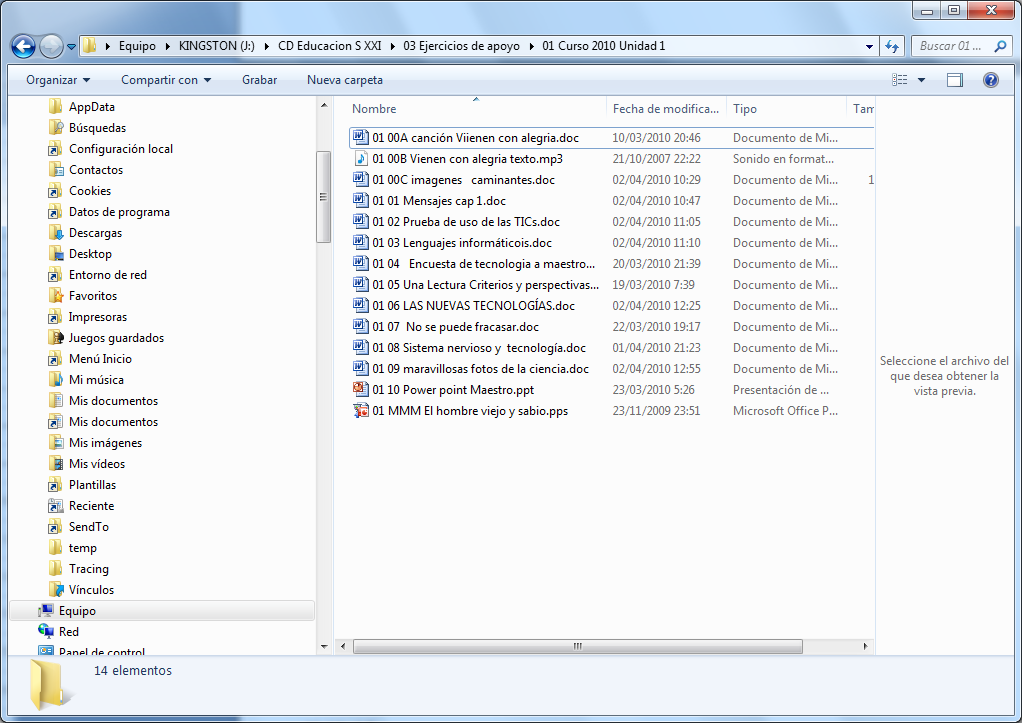 Equipo KINGSTON (J:) CD Educacion S XXI 03 Ejercicios de apoyo 01 Curso 2010 Unidad 1 Buscar 01 ...
Organizar Compartir con Grabar Nueva carpeta
AppData
Búsquedas
Configuración local
Contactos
Cookies
Datos de programa
Descargas
Desktop
Entorno de red
Favoritos
Impresoras
Juegos guardados
Menú Inicio
Mi música
Mis documentos
Mis documentos
Mis imágenes
Mis vídeos
Plantillas
Reciente
SendTo
temp
Tracing
Vínculos
Equipo
Red
Panel de control
Nombre Fecha de modifica... Tipo Tam
01 00A canción Viienen con alegria.doc 10/03/2010 20:46 Documento de Mi...
01 00B Vienen con alegria texto.mp3 21/10/2007 22:22 Sonido en format...
01 00C imagenes caminantes.doc 02/04/2010 10:29 Documento de Mi... 1
01 01 Mensajes cap 1.doc 02/04/2010 10:47 Documento de Mi...
01 02 Prueba de uso de las TICs.doc 02/04/2010 11:05 Documento de Mi...
01 03 Lenguajes informáticois.doc 02/04/2010 11:10 Documento de Mi...
01 04 Encuesta de tecnologia a maestro... 20/03/2010 21:39 Documento de Mi...
01 05 Una Lectura Criterios y perspectivas... 19/03/2010 7:39 Documento de Mi...
01 06 LAS NUEVAS TECNOLOGÍAS.doc 02/04/2010 12:25 Documento de Mi...
01 07 No se puede fracasar.doc 22/03/2010 19:17 Documento de Mi...
01 08 Sistema nervioso y tecnología.doc 01/04/2010 21:23 Documento de Mi...
01 09 maravillosas fotos de la ciencia.doc 02/04/2010 12:55 Documento de Mi...
01 10 Power point Maestro.ppt 23/03/2010 5:26 Presentación de ...
01 MMM El hombre viejo y sabio.pps 23/11/2009 23:51 Microsoft Office P...
Seleccione el archivo del
que desea obtener la
vista previa.
14 elementos